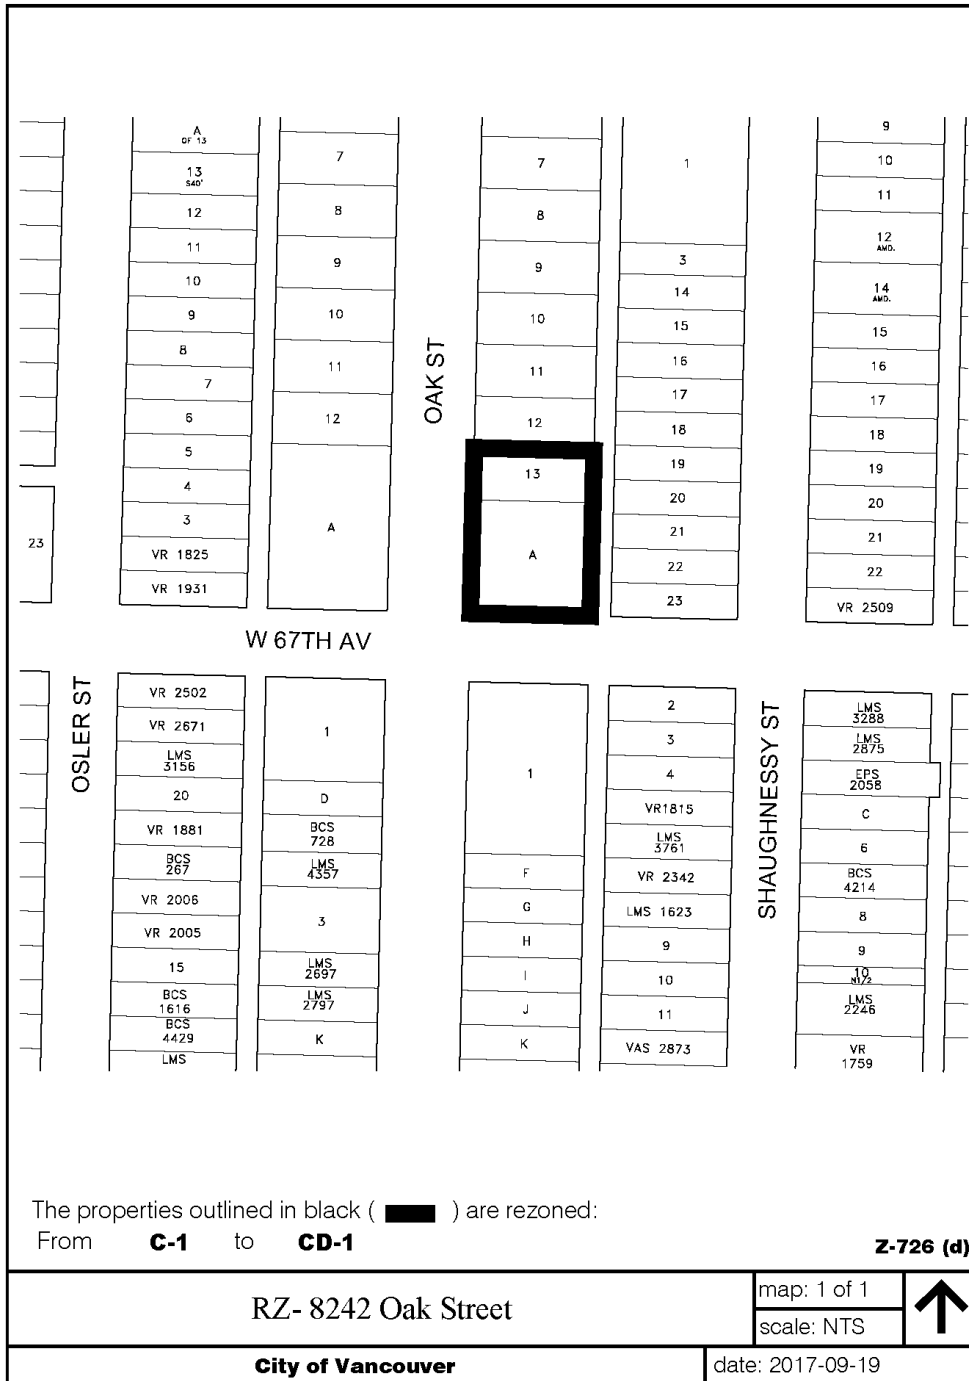 A
OF 13
13
S40'
12
11
10
9
8
7
6
5
4
3
VR 1825
VR 1931
7
8
9
10
11
12
A
OAK ST
7
8
9
10
11
12
13
A
1
3
14
15
16
17
18
19
20
21
22
23
9
10
11
12
AMD.
14
AMD.
15
16
17
18
19
20
21
22
VR 2509
23
W 67TH AV
OSLER ST
VR 2502
VR 2671
LMS
3156
20
VR 1881
BCS
267
VR 2006
VR 2005
15
BCS
1616
BCS
4429
LMS
1
D
BCS
728
LMS
4357
3
LMS
2697
LMS
2797
K
1
F
G
H
I
J
K
2
3
4
VR1815
LMS
3761
VR 2342
LMS 1623
9
10
11
VAS 2873
SHAUGHNESSY ST
LMS
3288
LMS
2875
EPS
2058
C
6
BCS
4214
8
9
10
N1/2
LMS
2246
VR
1759
The properties outlined in black ( ) are rezoned:
From C-1 to CD-1
Z-726 (d)
RZ- 8242 Oak Street
map: 1 of 1
scale: NTS
City of Vancouver
date: 2017-09-19